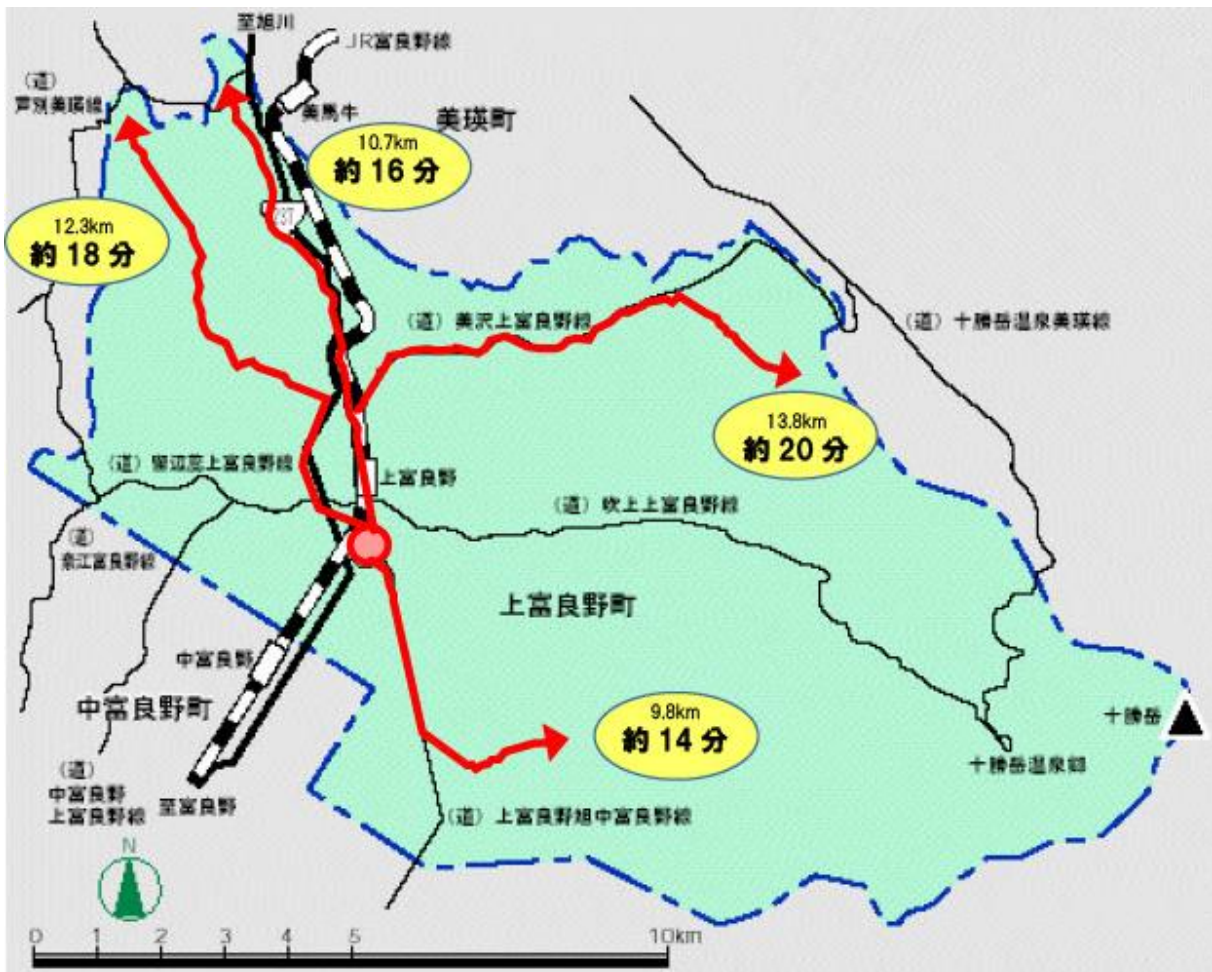 至旭川
JR富良野線
(道)
芦別美瑛線
美馬牛
美瑛町
10.7km
約 16 分
12.3km
約 18 分
237
(道) 美沢上富良野線
(道) 十勝岳温泉美瑛線
13.8km
約 20 分
(道) 留辺蘂上富良野線
上富良野
(道) 吹上上富良野線
(道)
奈江富良野線
上富良野町
中富良野
中富良野町
9.8km
約 14 分
十勝岳
十勝岳温泉郷
(道)
中富良野
上富良野線
至富良野
(道) 上富良野旭中富良野線
N
0 1 2 3 4 5 10km